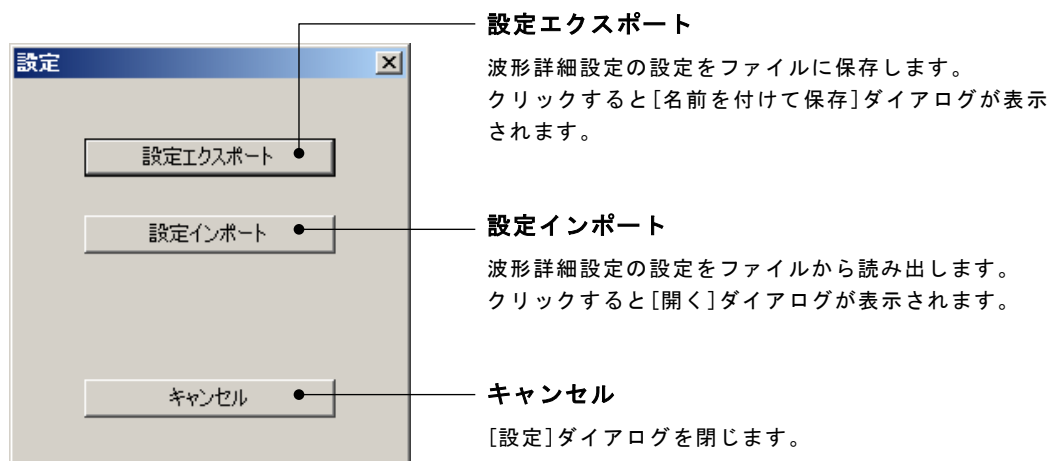 設定
設定エクスポート
設定インポート
キャンセル
設定エクスポート
波形詳細設定の設定をファイルに保存します。
クリックすると[名前を付けて保存]ダイアログが表示
されます。
設定インポート
波形詳細設定の設定をファイルから読み出します。
クリックすると[開く]ダイアログが表示されます。
キャンセル
[設定]ダイアログを閉じます。